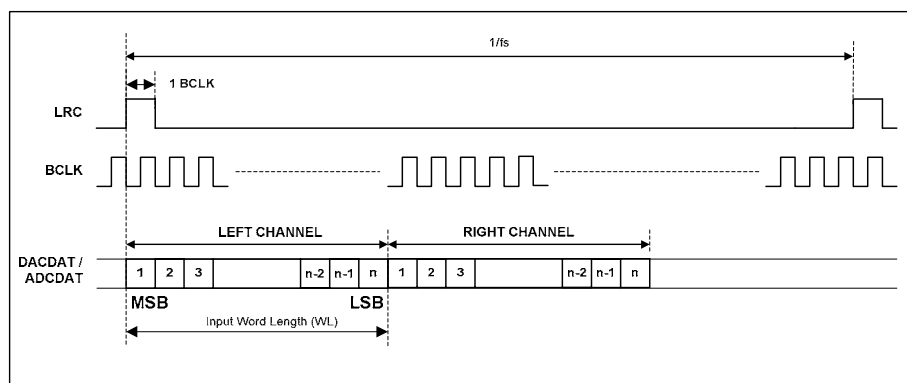 1/fs
1 BCLK
LRC
BCLK
LEFT CHANNEL RIGHT CHANNEL
DACDAT /
ADCDAT
1 2 3 n-2 n-1 n 1 2 3 n-2 n-1 n
MSB LSB
Input Word Length (WL)